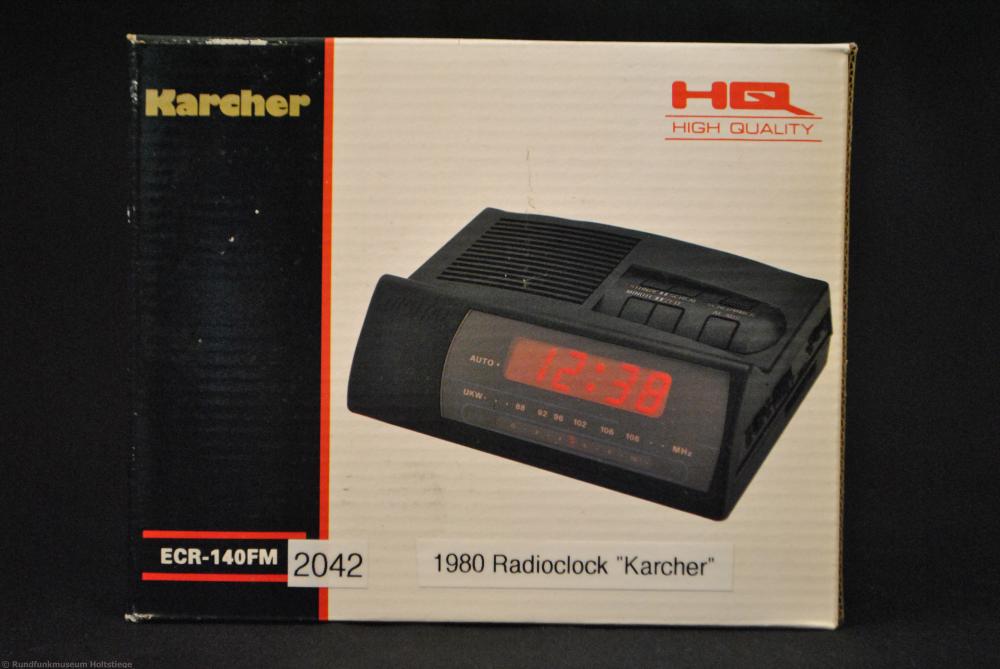 Karcher
HQ
HIGH QUALITY
AUTO
12:38
UKW 88 92 96 102 106 108 MHz
ECR-140FM
2042
1980 Radioclock "Karcher"
© Rundfunkmuseum Holtstiege